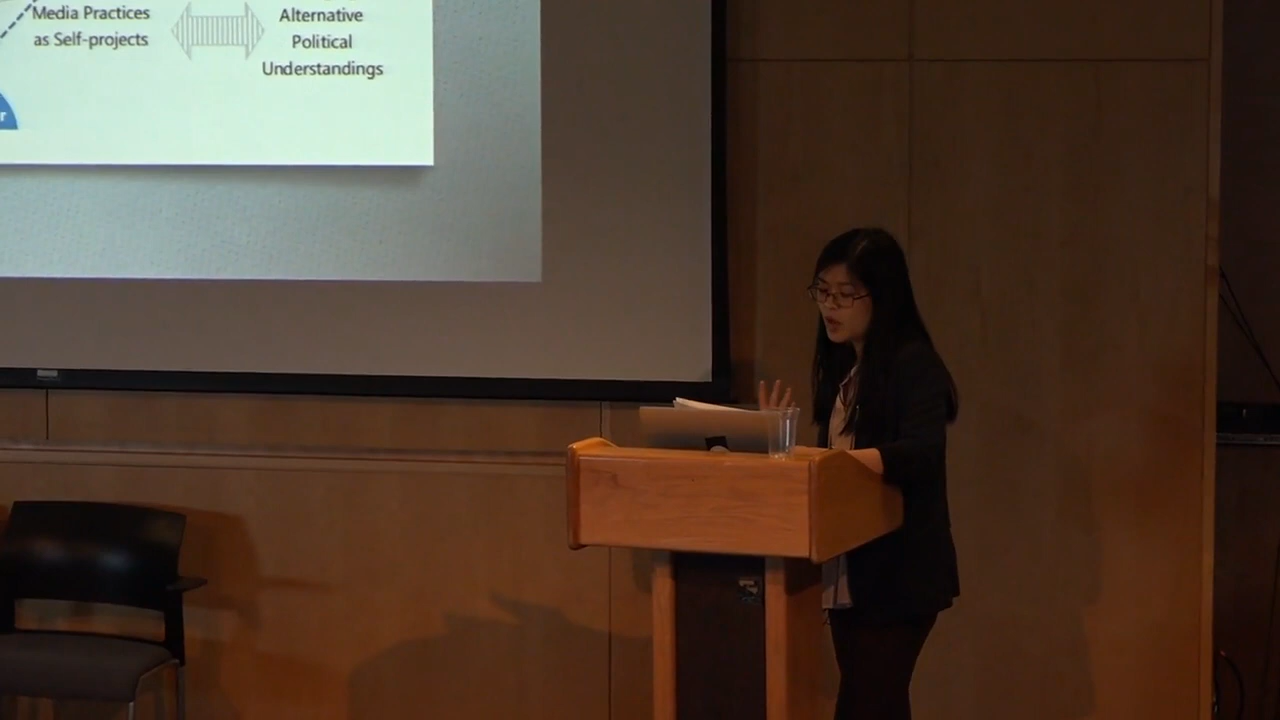 Media Practices
as Self-projects
Alternative
Political
Understandings
r